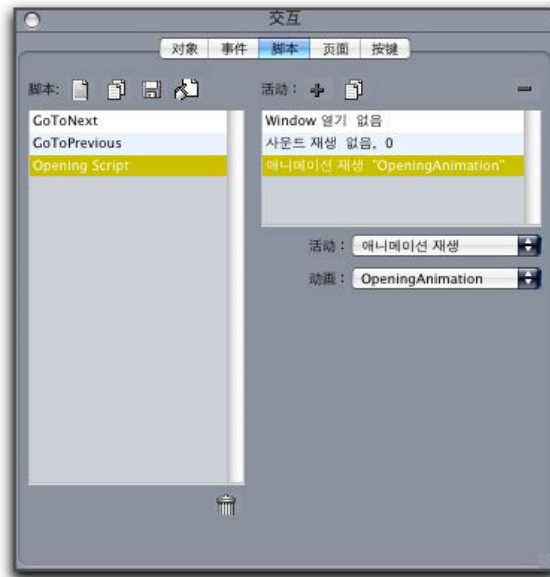 交互
对象 事件 脚本 页面 按键
脚本:
GoToNext
GoToPrevious
Opening Script
活动:
Window 열기 없음
사운드 재생 없음, 0
애니메이션 재생 "OpeningAnimation"
活动: 애니메이션 재생
动画: OpeningAnimation